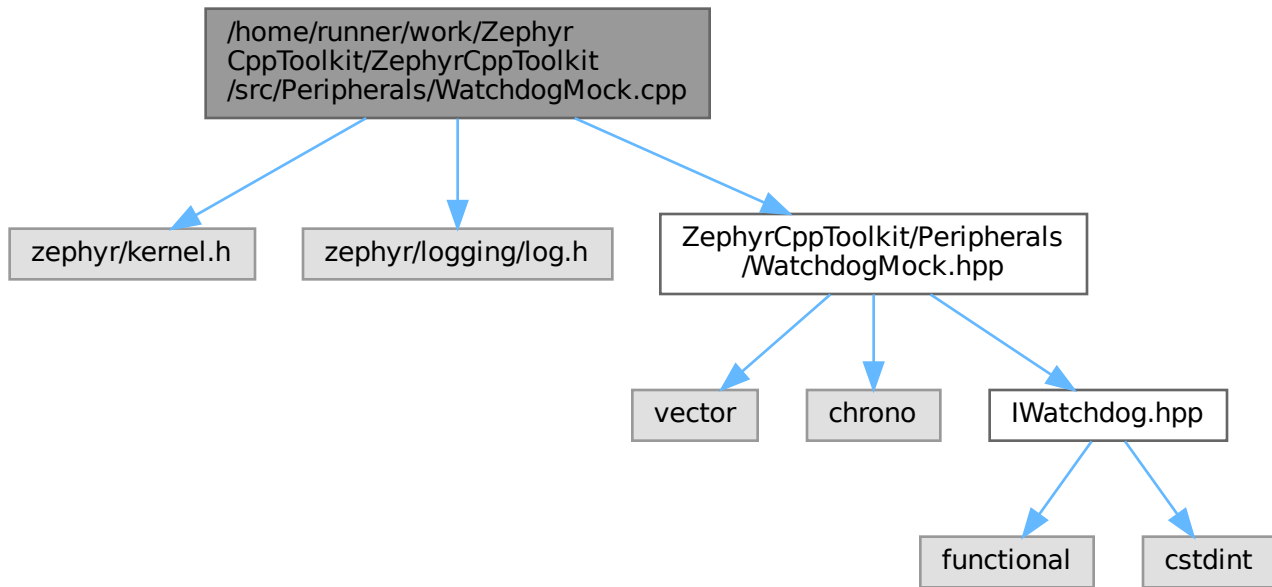 /home/runner/work/Zephyr
CppToolkit/ZephyrCppToolkit
/src/Peripherals/WatchdogMock.cpp
zephyr/kernel.h
zephyr/logging/log.h
ZephyrCppToolkit/Peripherals
/WatchdogMock.hpp
vector
chrono
IWatchdog.hpp
functional
cstdint